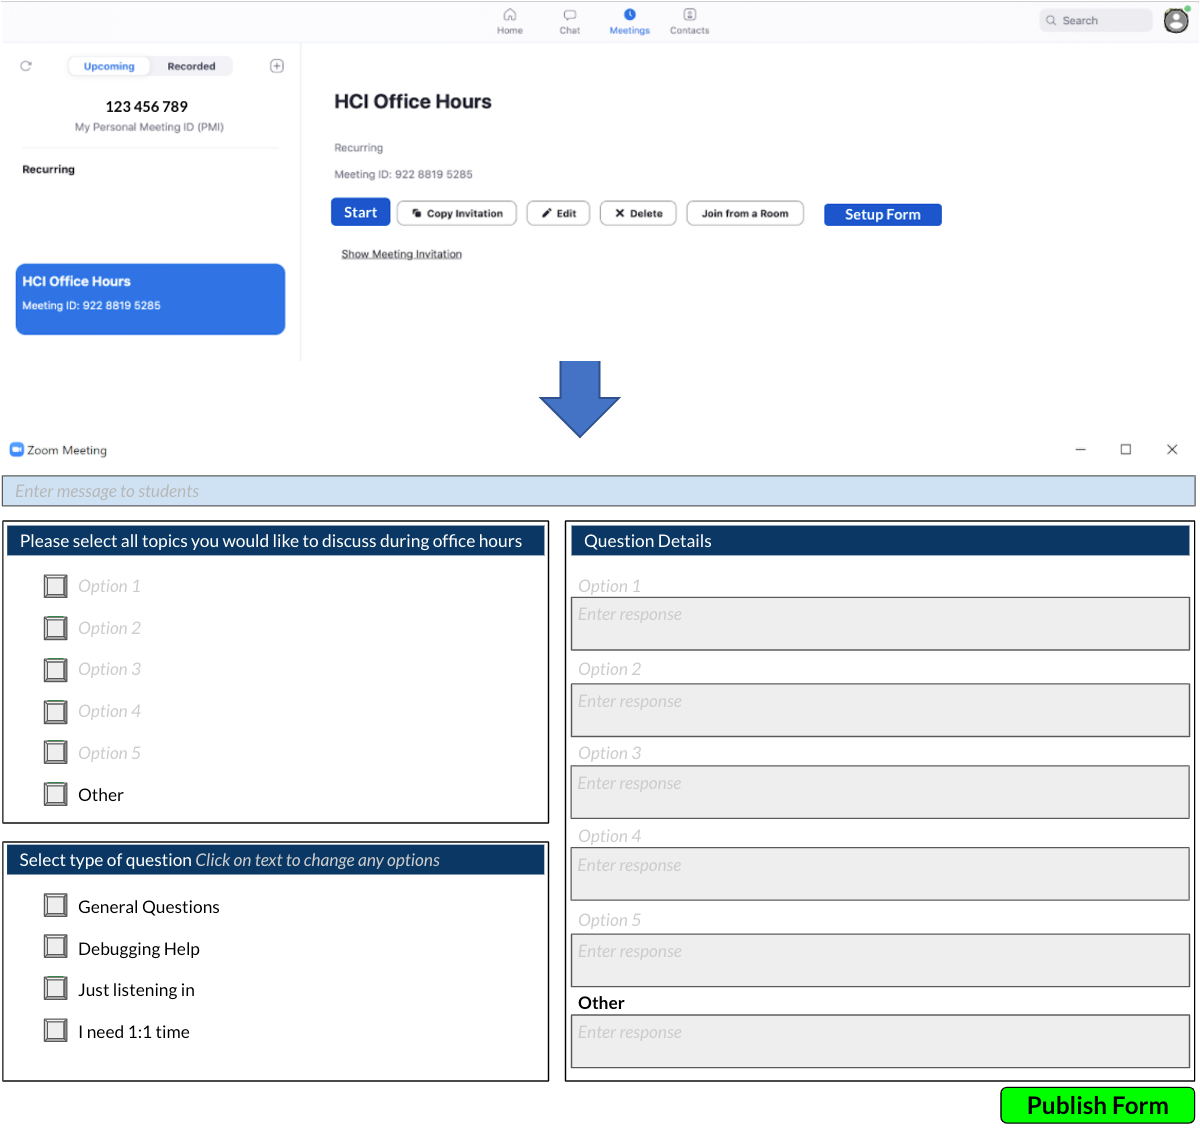 Home Chat Meetings Contacts Search
Upcoming Recorded
123 456 789
My Personal Meeting ID (PMI)
Recurring
HCI Office Hours
Meeting ID: 922 8819 5285
HCI Office Hours
Recurring
Meeting ID: 922 8819 5285
Start Copy Invitation Edit Delete Join from a Room Setup Form
Show Meeting Invitation
Zoom Meeting
Enter message to students
Please select all topics you would like to discuss during office hours
Option 1
Option 2
Option 3
Option 4
Option 5
Other
Select type of question Click on text to change any options
General Questions
Debugging Help
Just listening in
I need 1:1 time
Question Details
Option 1
Enter response
Option 2
Enter response
Option 3
Enter response
Option 4
Enter response
Option 5
Enter response
Other
Enter response
Publish Form